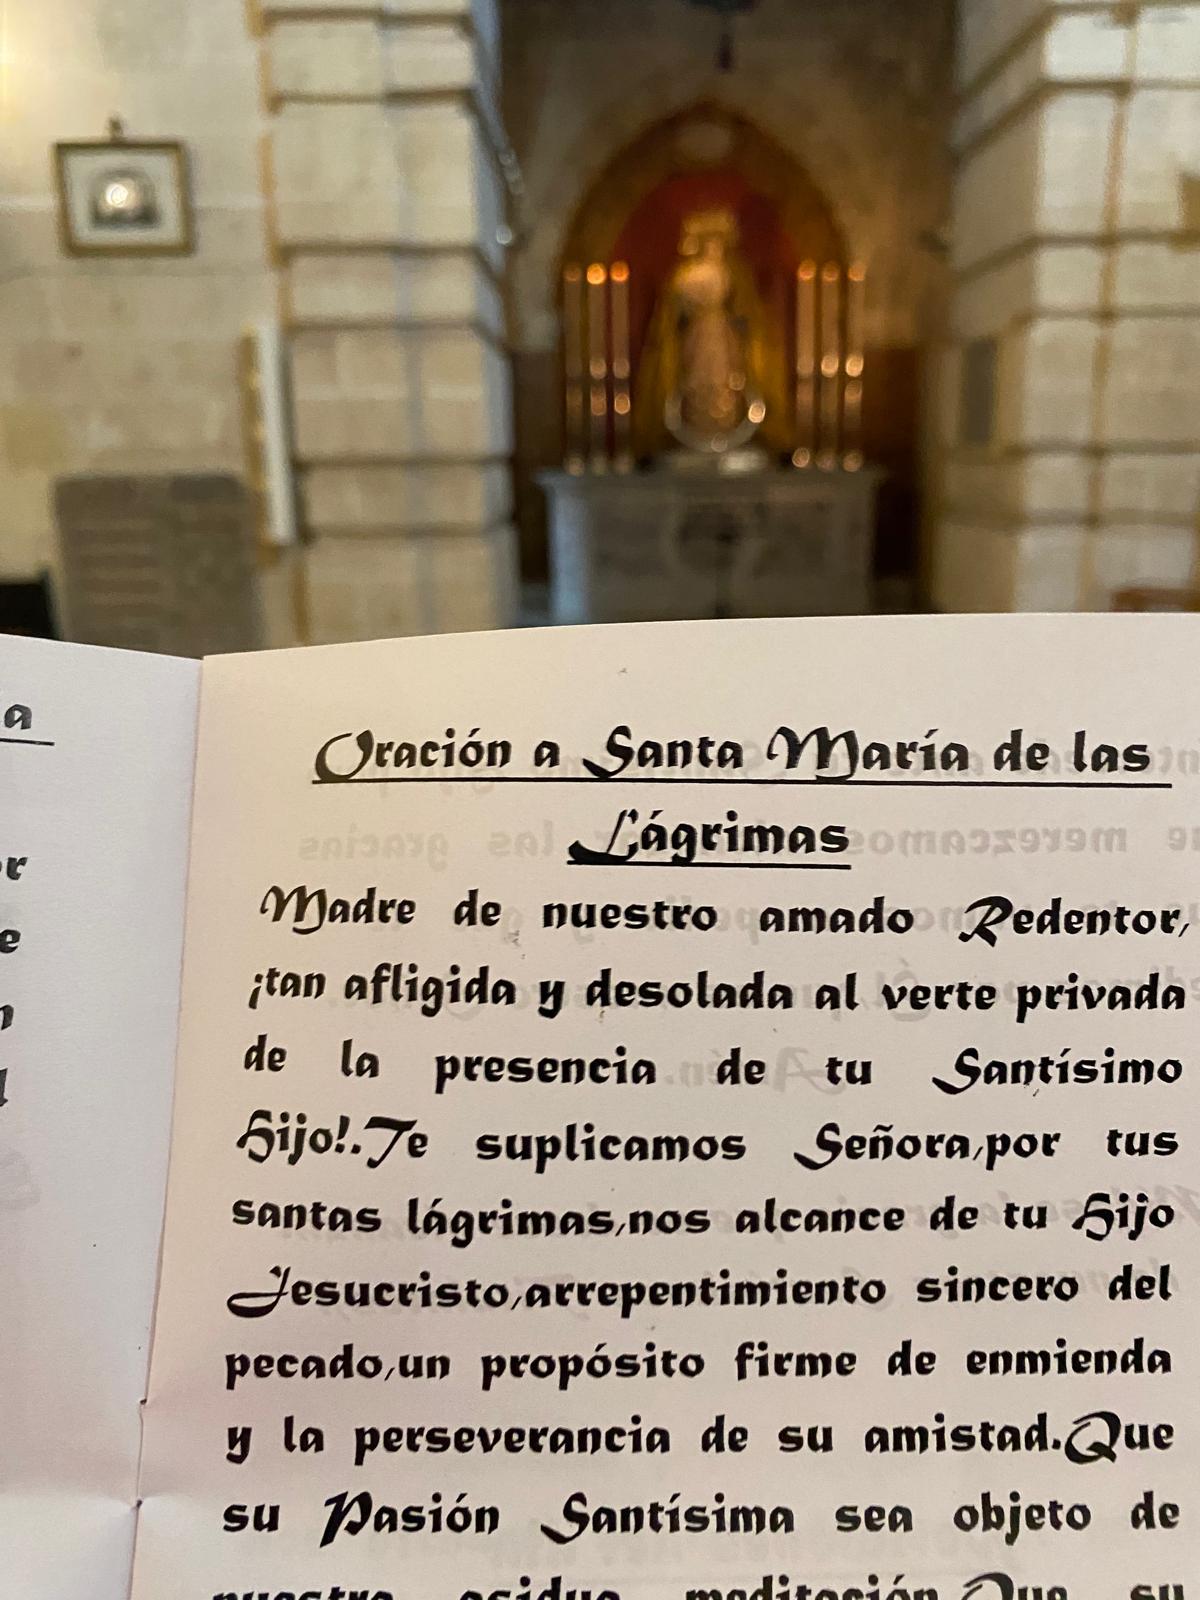 Oración a Santa María de las
Lágrimas
Madre de nuestro amado Redentor,
¡tan afligida y desolada al verte privada
de la presencia de tu Santísimo
Hijo!.Te suplicamos Señora,por tus
santas lágrimas,nos alcance de tu Hijo
Jesucristo,arrepentimiento sincero del
pecado,un propósito firme de enmienda
y la perseverancia de su amistad.Que
su Pasión Santísima sea objeto de
meditación.Que su